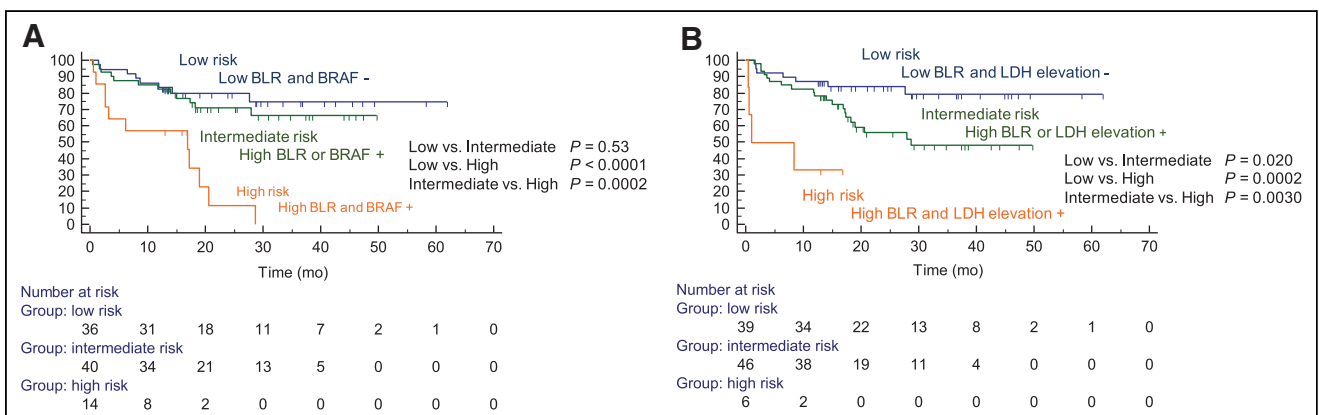 A
100
90
80
70
60
50
40
30
20
10
0
Low risk
Low BLR and BRAF -
Intermediate risk
High BLR or BRAF +
High risk
High BLR and BRAF +
Low vs. Intermediate P = 0.53
Low vs. High P < 0.0001
Intermediate vs. High P = 0.0002
0 10 20 30 40 50 60 70
Time (mo)
Number at risk
Group: low risk
36 31 18 11 7 2 1 0
Group: intermediate risk
40 34 21 13 5 0 0 0
Group: high risk
14 8 2 0 0 0 0 0
B
100
90
80
70
60
50
40
30
20
10
0
Low risk
Low BLR and LDH elevation -
Intermediate risk
High BLR or LDH elevation +
High risk
High BLR and LDH elevation +
Low vs. Intermediate P = 0.020
Low vs. High P = 0.0002
Intermediate vs. High P = 0.0030
0 10 20 30 40 50 60 70
Time (mo)
Number at risk
Group: low risk
39 34 22 13 8 2 1 0
Group: intermediate risk
46 38 19 11 4 0 0 0
Group: high risk
6 2 0 0 0 0 0 0